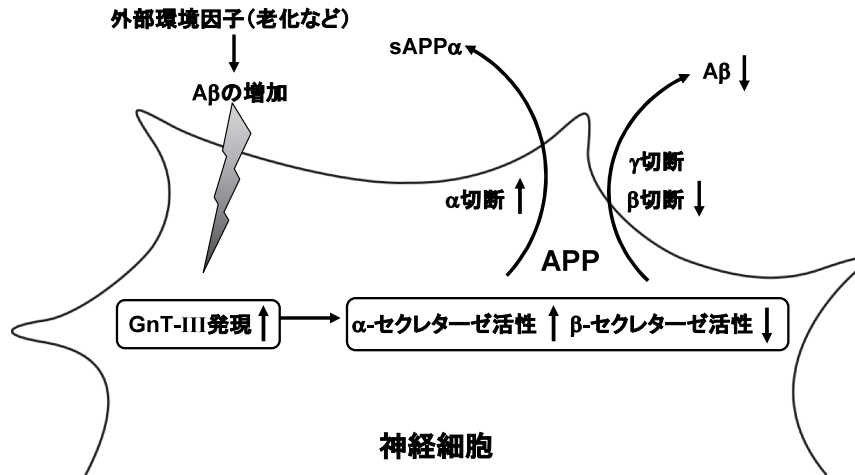 外部環境因子（老化など）
Aβの増加
sAPPα
Aβ↓
γ切断
α切断↑
β切断↓
APP
GnT-III発現↑
α-セクレターゼ活性↑ β-セクレターゼ活性↓
神経細胞